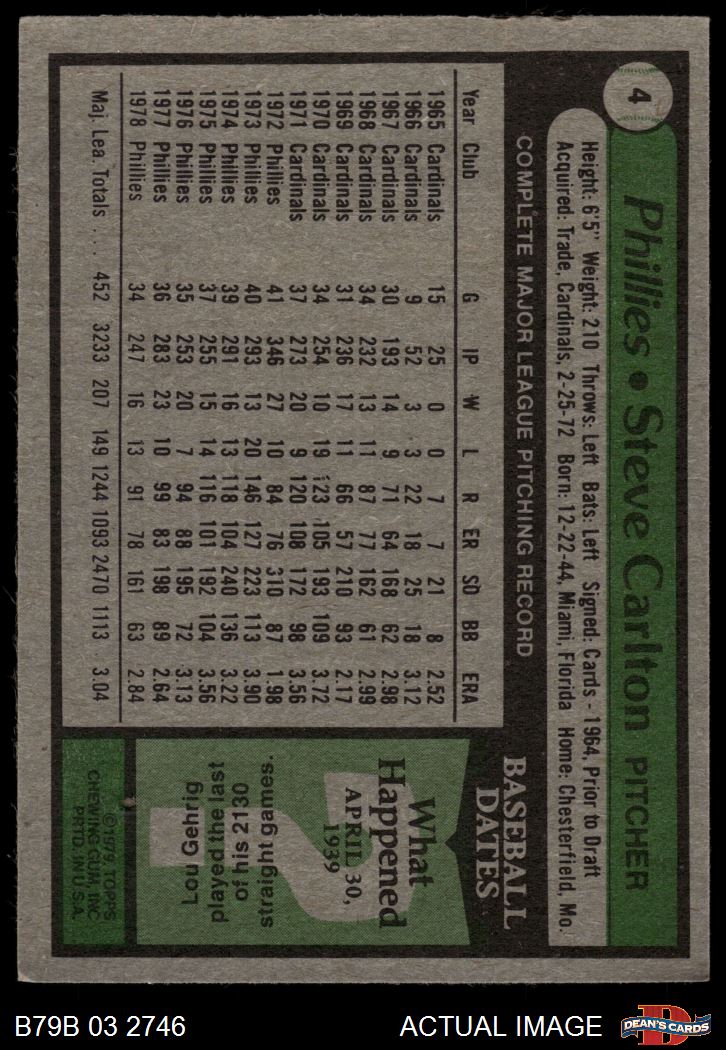 4
Phillies • Steve Carlton PITCHER
Height: 6'5" Weight: 210 Throws: Left Bats: Left Signed: Cards - 1964, Prior to Draft
Acquired: Trade, Cardinals, 2-25-72 Born: 12-22-44, Miami, Florida Home: Chesterfield, Mo.
COMPLETE MAJOR LEAGUE PITCHING RECORD
Year Club G IP W L R ER SO BB ERA
1965 Cardinals 15 25 0 0 7 7 21 8 2.52
1966 Cardinals 9 52 3 3 22 18 25 18 3.12
1967 Cardinals 30 193 14 9 71 64 168 62 2.98
1968 Cardinals 34 232 13 11 87 77 162 61 2.99
1969 Cardinals 31 236 17 11 66 57 210 93 2.17
1970 Cardinals 34 254 10 19 123 105 193 109 3.72
1971 Cardinals 37 273 20 9 120 108 172 98 3.56
1972 Phillies 41 346 27 10 84 76 310 87 1.98
1973 Phillies 40 293 13 20 146 127 223 113 3.90
1974 Phillies 39 291 16 13 118 104 240 136 3.22
1975 Phillies 37 255 15 14 116 101 192 104 3.56
1976 Phillies 35 253 20 7 94 88 195 72 3.13
1977 Phillies 36 283 23 10 99 83 198 89 2.64
1978 Phillies 34 247 16 13 91 78 161 63 2.84
Maj. Lea. Totals .... 452 3233 207 149 1244 1093 2470 1113 3.04
BASEBALL
DATES
What
Happened
APRIL 30,
1939
?
Lou Gehrig
played the last
of his 2130
straight games.
©1979, TOPPS
CHEWING GUM, INC.
PRTD. IN U.S.A.
B79B 03 2746
ACTUAL IMAGE
D
DEAN'S CARDS